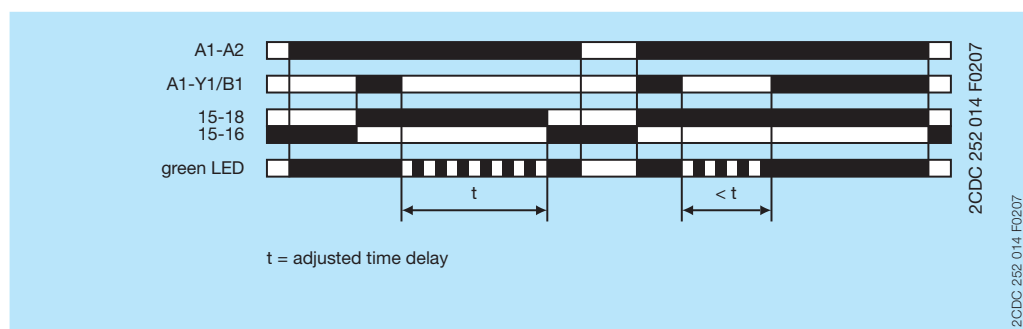 A1-A2
A1-Y1/B1
15-18
15-16
green LED
t
< t
t = adjusted time delay
2CDC 252 014 F0207
2CDC 252 014 F0207